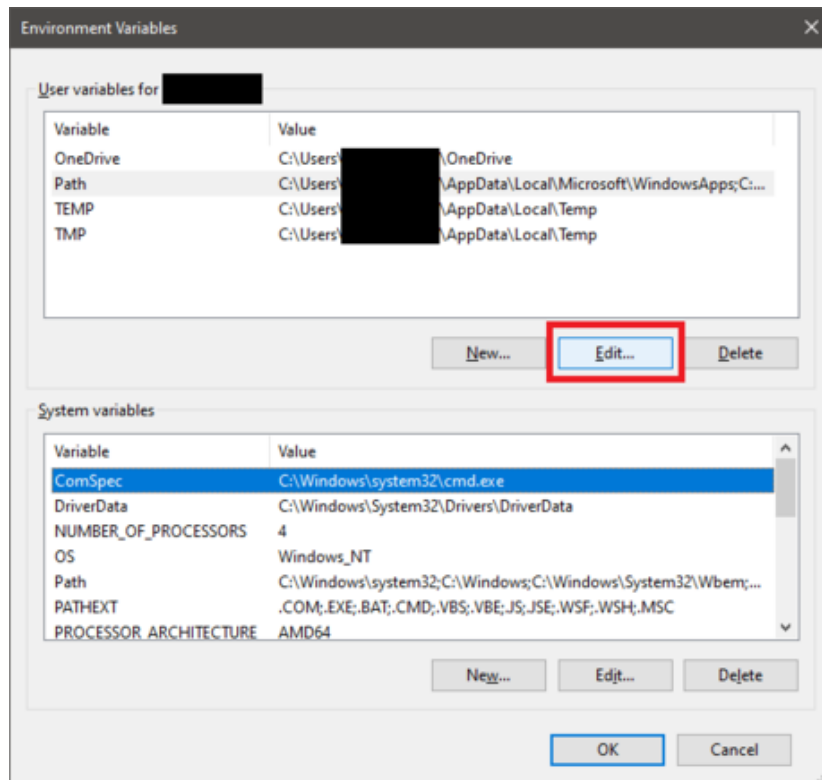 Environment Variables
User variables for
Variable Value
OneDrive C:\Users\ \OneDrive
Path C:\Users\ \AppData\Local\Microsoft\WindowsApps;C:...
TEMP C:\Users\ \AppData\Local\Temp
TMP C:\Users\ \AppData\Local\Temp
New... Edit... Delete
System variables
Variable Value
ComSpec C:\Windows\system32\cmd.exe
DriverData C:\Windows\System32\Drivers\DriverData
NUMBER_OF_PROCESSORS 4
OS Windows_NT
Path C:\Windows\system32;C:\Windows;C:\Windows\System32\Wbem;...
PATHEXT .COM;.EXE;.BAT;.CMD;.VBS;.VBE;.JS;.JSE;.WSF;.WSH;.MSC
PROCESSOR_ARCHITECTURE AMD64
New... Edit... Delete
OK Cancel